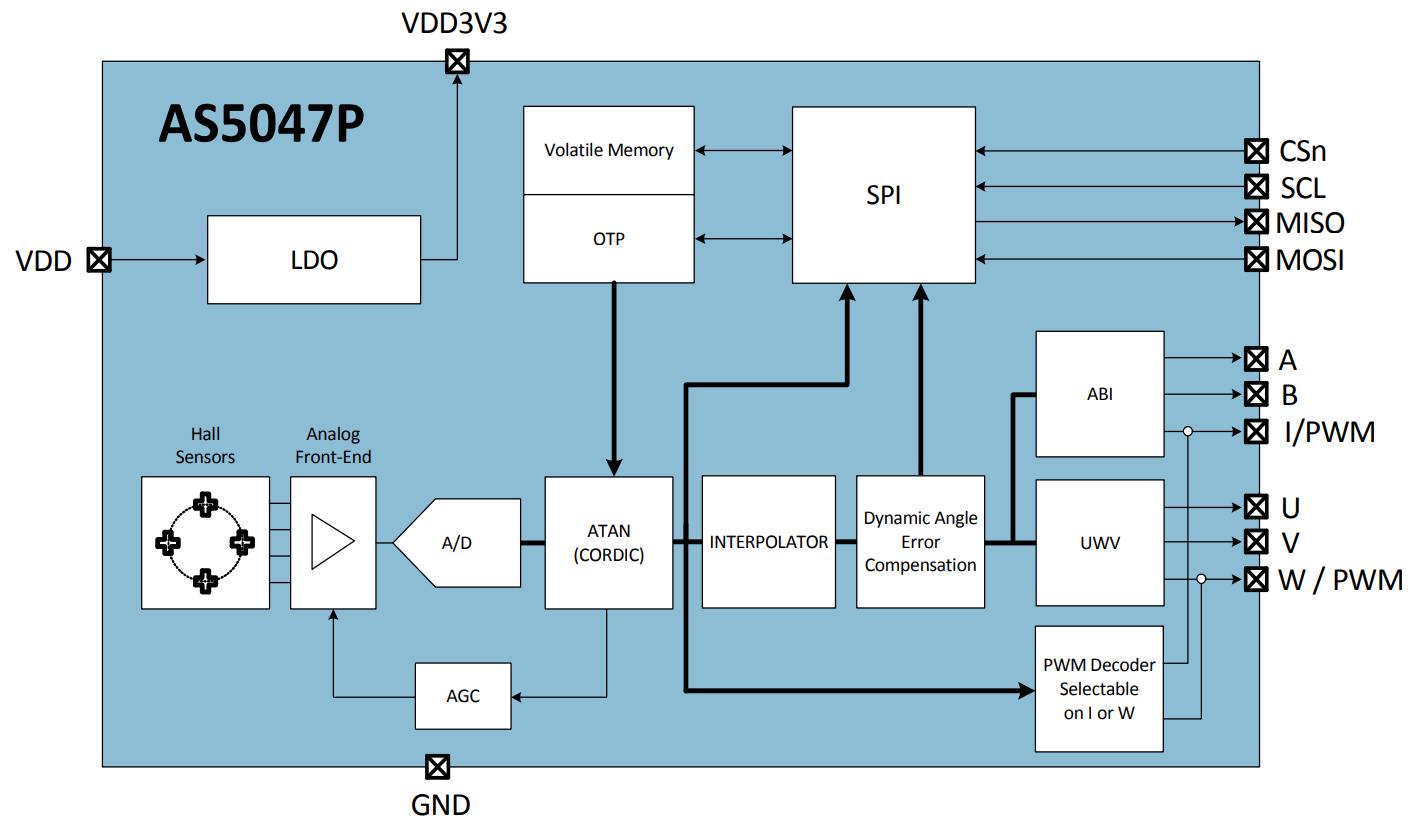 VDD3V3
AS5047P
Volatile Memory
OTP
SPI
CSn
SCL
MISO
MOSI
VDD
LDO
A
B
I/PWM
ABI
Hall
Sensors
Analog
Front-End
A/D
ATAN
(CORDIC)
INTERPOLATOR
Dynamic Angle
Error
Compensation
UWV
U
V
W / PWM
AGC
PWM Decoder
Selectable
on I or W
GND